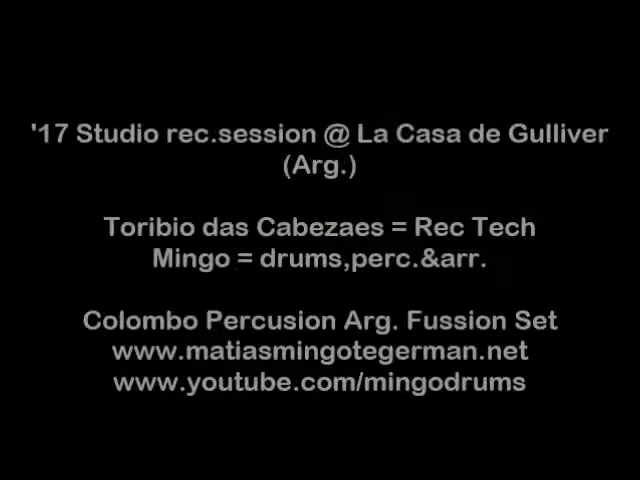 '17 Studio rec.session @ La Casa de Gulliver
(Arg.)
Toribio das Cabezaes = Rec Tech
Mingo = drums,perc.&arr.
Colombo Percusion Arg. Fussion Set
www.matiasmingotegerman.net
www.youtube.com/mingodrums